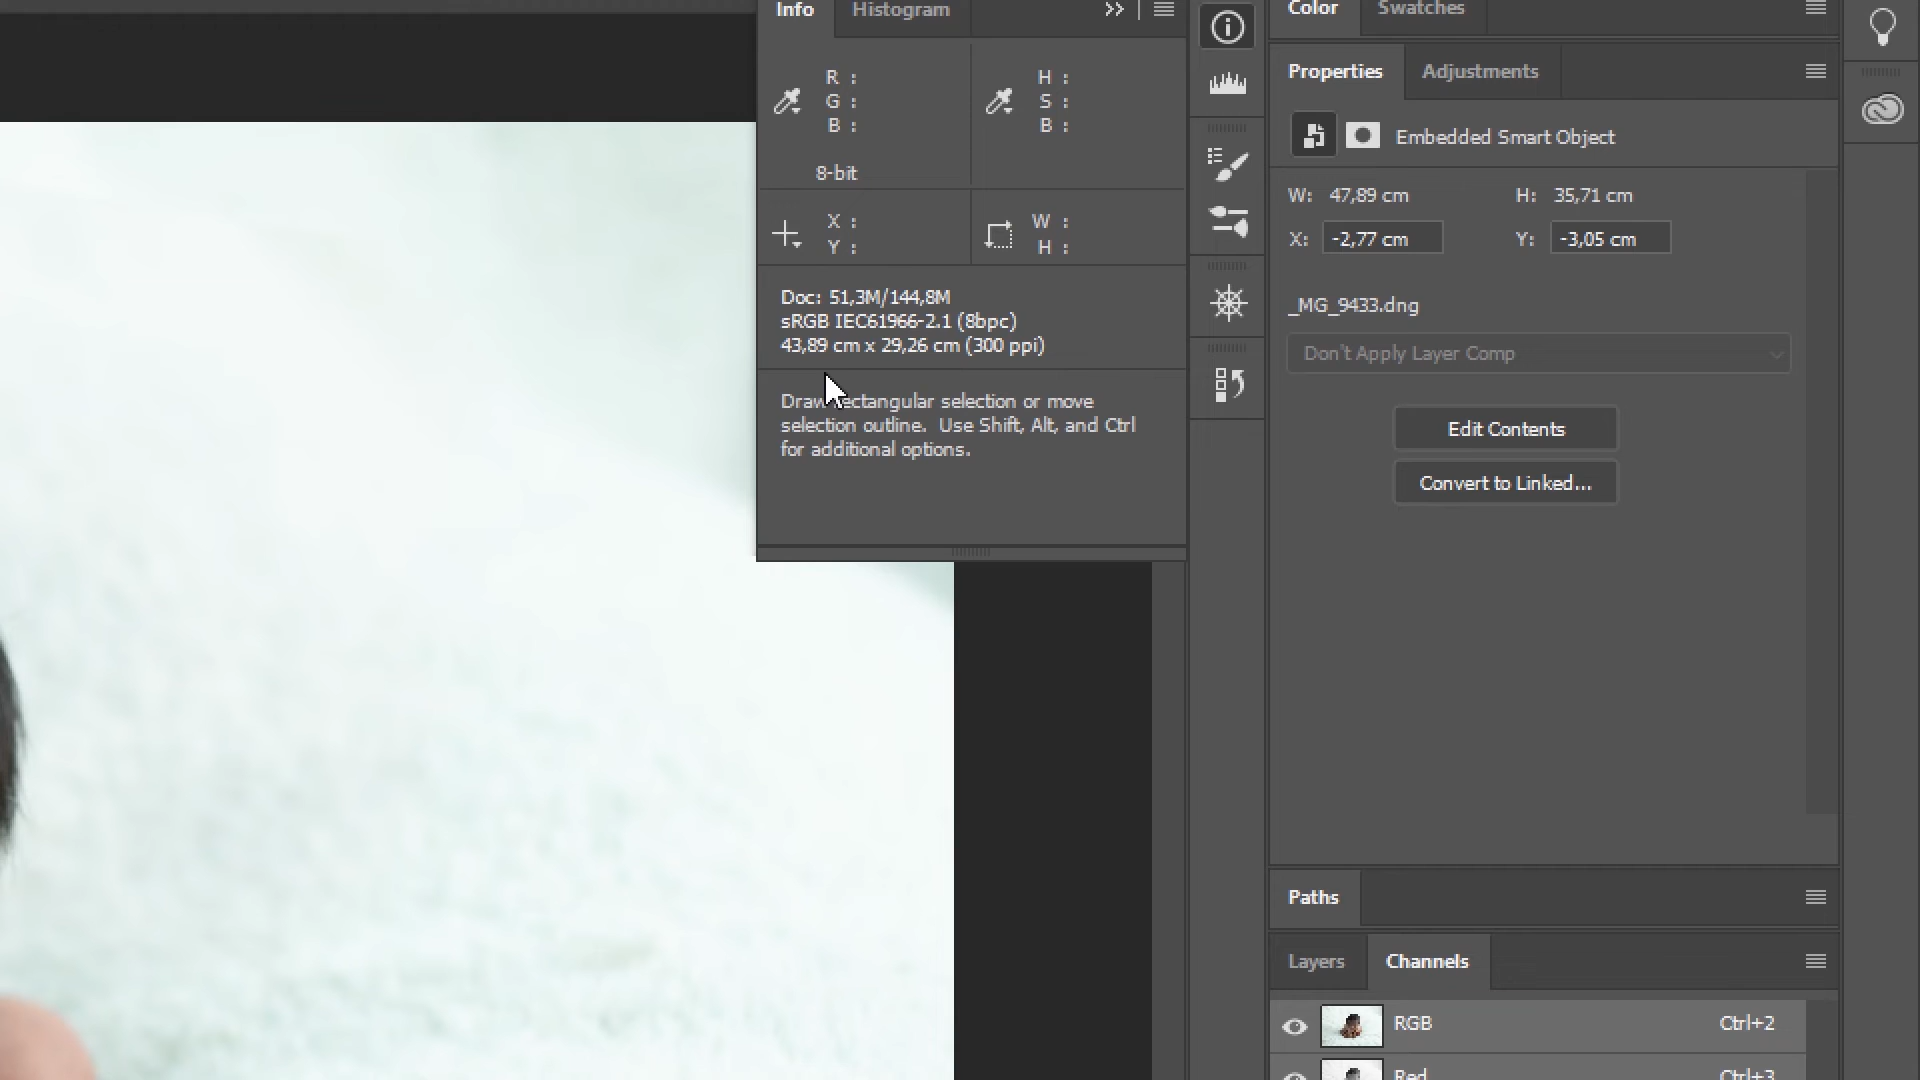 Info
Histogram
Color
Swatches
R :
G :
B :
H :
S :
B :
8-bit
X :
Y :
W :
H :
Doc: 51,3M/144,8M
sRGB IEC61966-2.1 (8bpc)
43,89 cm x 29,26 cm (300 ppi)
Draw rectangular selection or move
selection outline. Use Shift, Alt, and Ctrl
for additional options.
Properties
Adjustments
Embedded Smart Object
W: 47,89 cm
H: 35,71 cm
X: -2,77 cm
Y: -3,05 cm
_MG_9433.dng
Don't Apply Layer Comp
Edit Contents
Convert to Linked...
Paths
Layers
Channels
RGB
Ctrl+2
Red
Ctrl+3